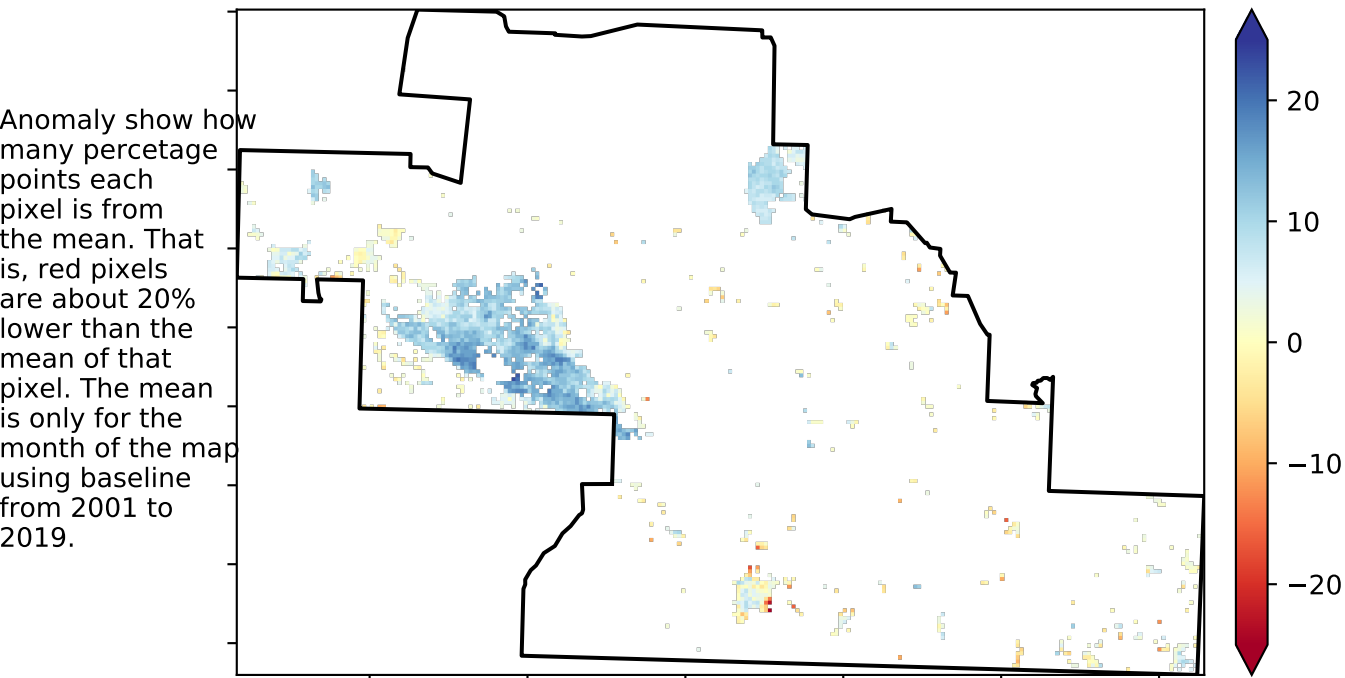 Anomaly show how
many percetage
points each
pixel is from
the mean. That
is, red pixels
are about 20%
lower than the
mean of that
pixel. The mean
is only for the
month of the map
using baseline
from 2001 to
2019.
20
10
0
−10
−20